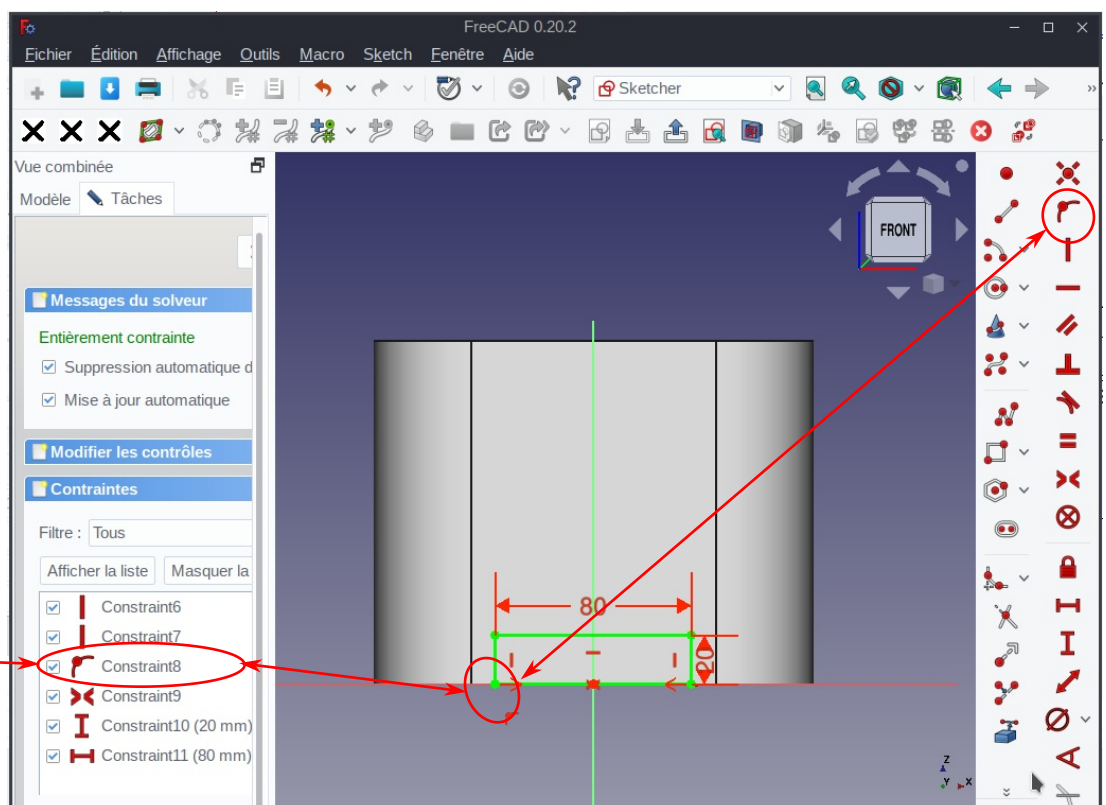 FreeCAD 0.20.2
Fichier Édition Affichage Outils Macro Sketch Fenêtre Aide
Sketcher
Vue combinée
Modèle Tâches
FRONT
Messages du solveur
Entièrement contrainte
Suppression automatique d
Mise à jour automatique
Modifier les contrôles
Contraintes
Filtre : Tous
Afficher la liste Masquer la
80
Constraint6
Constraint7
20
Constraint8
Constraint9
Constraint10 (20 mm)
Constraint11 (80 mm)
Z
Y X